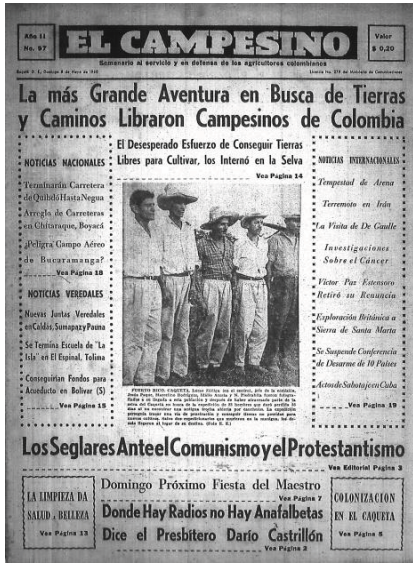 Año II
No. 67
EL CAMPESINO
Valor
$ 0,20
Semanario al servicio y en defensa de los agricultores colombianos
La más Grande Aventura en Busca de Tierras
y Caminos Libraron Campesinos de Colombia
El Desesperado Esfuerzo de Conseguir Tierras
Libres para Cultivar, los Internó en la Selva
Vea Página 14
NOTICIAS NACIONALES
Terminarán Carretera
de Quibdó Hasta Negua
Arreglo de Carreteras
en Chitaraque, Boyacá
¿Peligra Campo Aéreo
de Bucaramanga?
Vea Página 18
NOTICIAS VEREDALES
Nuevas Juntas Veredales
en Caldas, Sumapaz y Pauna
Se Termina Escuela de "La
Isla" en El Espinal, Tolima
Conseguirían Fondos para
Acueducto en Bolívar (S)
Vea Página 15
NOTICIAS INTERNACIONALES
Tempestad de Arena
Terremoto en Irán
La Visita de De Gaulle
Investigaciones
Sobre el Cáncer
Víctor Paz Estensoro
Retiró su Renuncia
Exploración Británica a
Sierra de Santa Marta
Se Suspende Conferencia
de Desarme de 10 Países
Actos de Sabotaje en Cuba
Vea Página 19
PUERTO RICO, CAQUETA,
Los Seglares Ante el Comunismo y el Protestantismo
Vea Editorial Página 3
LA LIMPIEZA DA
SALUD Y BELLEZA
Vea Página 13
Domingo Próximo Fiesta del Maestro
Vea Página 7
Donde Hay Radios no Hay Anafalbetas
Dice el Presbítero Darío Castrillón
Vea Página 2
COLONIZACION
EN EL CAQUETA
Vea Página 5